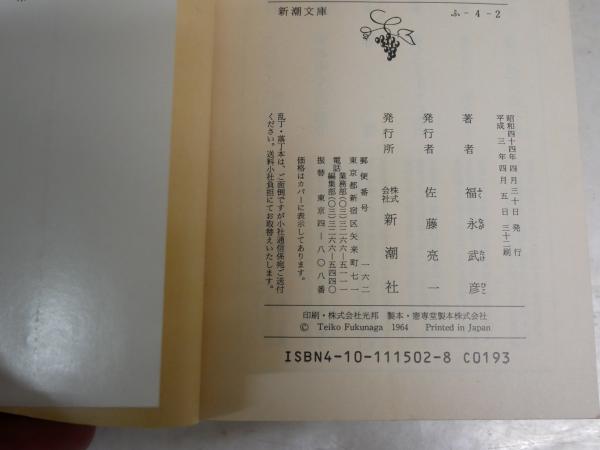 新潮文庫
ふ-4-2
昭和四十四年四月三十日 発行
平成三年四月五日 三十二刷
著者 福永武彦
ふく なが たけ ひこ
発行者 佐藤亮一
発行所 株式会社 新潮社
郵便番号 一六二
東京都新宿区矢来町七一
電話 業務部(〇三)三二六六―五一一一
編集部(〇三)三二六六―五四四〇
振替 東京四―八〇八番
価格はカバーに表示してあります。
乱丁・落丁本は、ご面倒ですが小社通信係宛ご送付
ください。送料小社負担にてお取替えいたします。
印刷・株式会社光邦 製本・憲専堂製本株式会社
© Teiko Fukunaga 1964 Printed in Japan
ISBN4-10-111502-8 C0193